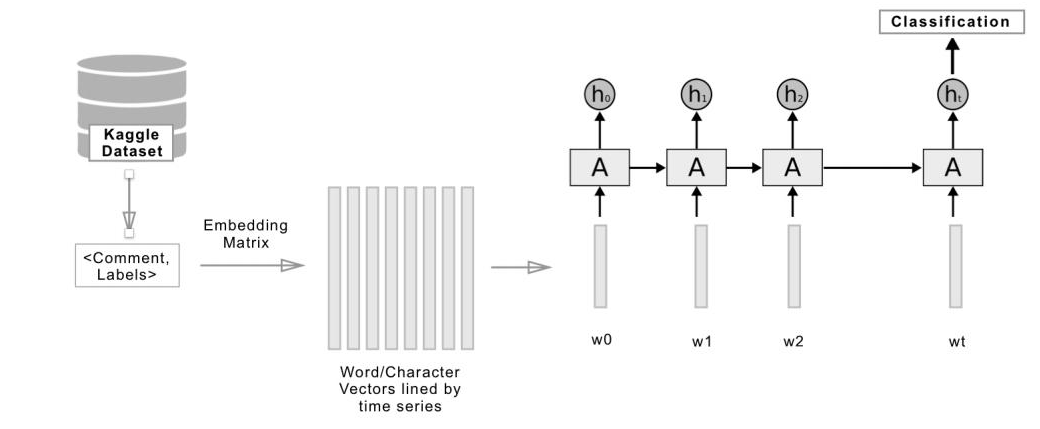 Classification
Kaggle
Dataset
h₀ h₁ h₂ hₜ
A A A A
Embedding
Matrix
<Comment,
Labels>
w0 w1 w2 wt
Word/Character
Vectors lined by
time series